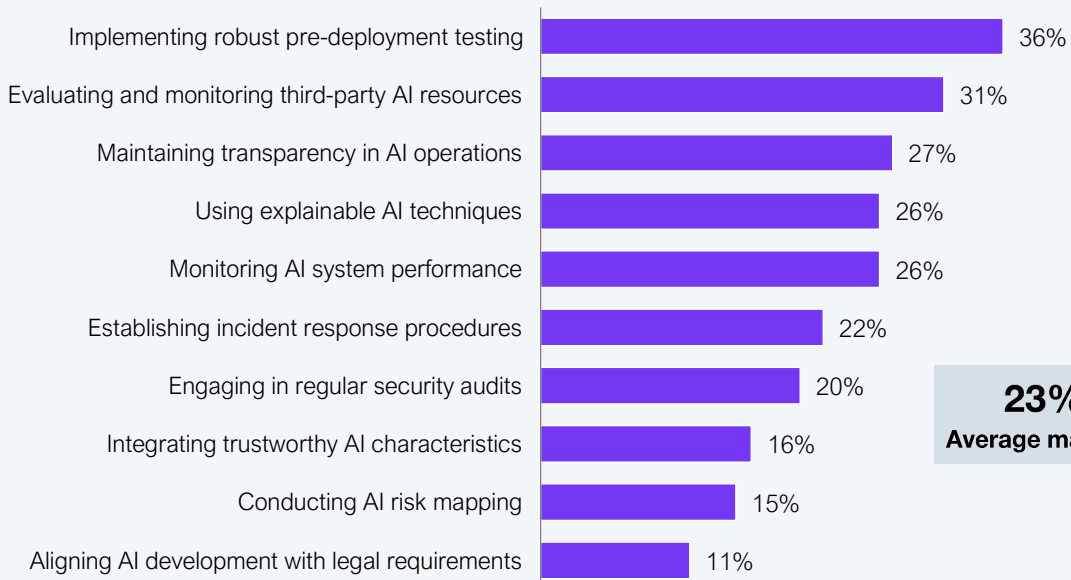 Implementing robust pre-deployment testing 36%
Evaluating and monitoring third-party AI resources 31%
Maintaining transparency in AI operations 27%
Using explainable AI techniques 26%
Monitoring AI system performance 26%
Establishing incident response procedures 22%
Engaging in regular security audits 20%
23%
Average ma
Integrating trustworthy AI characteristics 16%
Conducting AI risk mapping 15%
Aligning AI development with legal requirements 11%